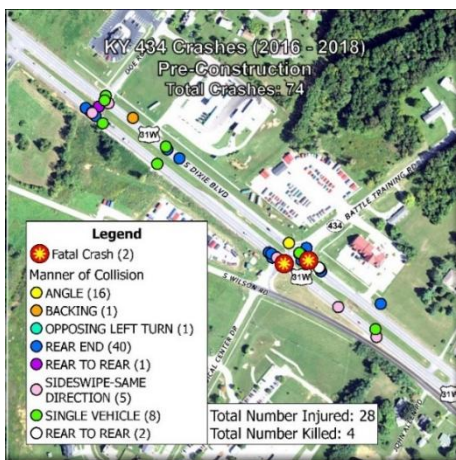 KY 434 Crashes (2016 - 2018)
Pre-Construction
Total Crashes: 74
31W
S DIXIE BLVD
BATTLE TRAINING RD
434
31W
S WILSON RD
31W
Legend
Fatal Crash (2)
Manner of Collision
ANGLE (16)
BACKING (1)
OPPOSING LEFT TURN (1)
REAR END (40)
REAR TO REAR (1)
SIDESWIPE-SAME
DIRECTION (5)
SINGLE VEHICLE (8)
REAR TO REAR (2)
Total Number Injured: 28
Total Number Killed: 4